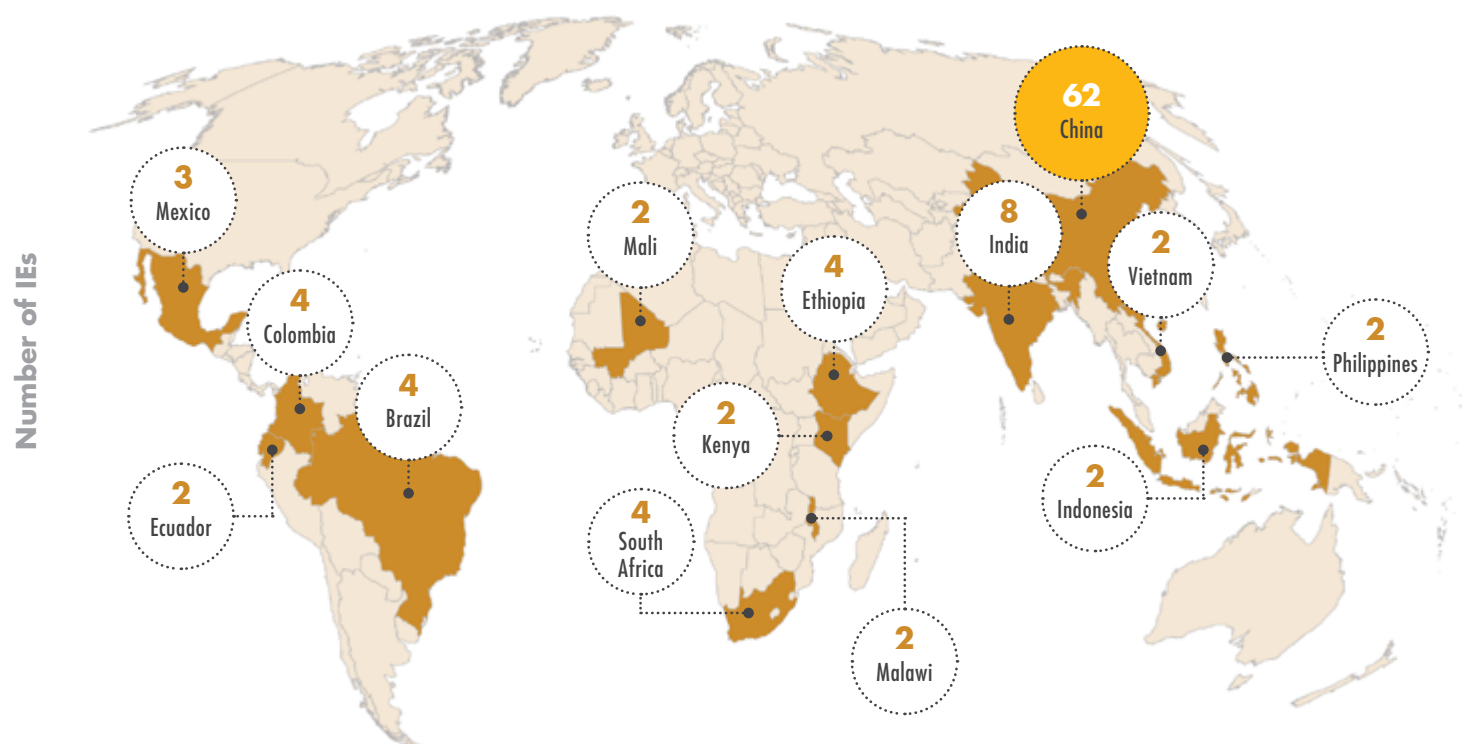 Number of IEs
62
China
3
Mexico
2
Mali
8
India
2
Vietnam
4
Ethiopia
4
Colombia
2
Philippines
4
Brazil
2
Kenya
2
Ecuador
2
Indonesia
4
South
Africa
2
Malawi